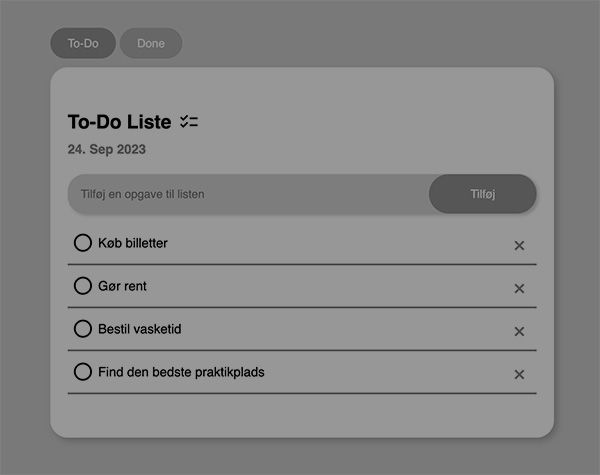 To-Do Done
To-Do Liste
24. Sep 2023
Tilføj en opgave til listen Tilføj
Køb billetter
Gør rent
Bestil vasketid
Find den bedste praktikplads